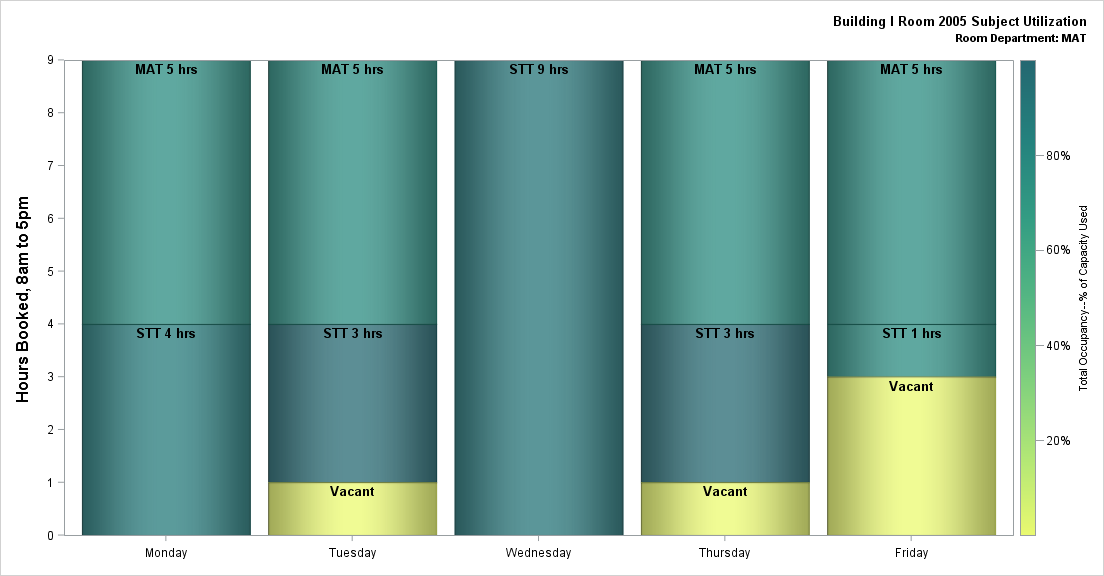 Building I Room 2005 Subject Utilization
Room Department: MAT
Hours Booked, 8am to 5pm
9
8
7
6
5
4
3
2
1
0
MAT 5 hrs
STT 4 hrs
MAT 5 hrs
STT 3 hrs
Vacant
STT 9 hrs
MAT 5 hrs
STT 3 hrs
Vacant
MAT 5 hrs
STT 1 hrs
Vacant
Monday
Tuesday
Wednesday
Thursday
Friday
80%
60%
40%
20%
Total Occupancy--% of Capacity Used